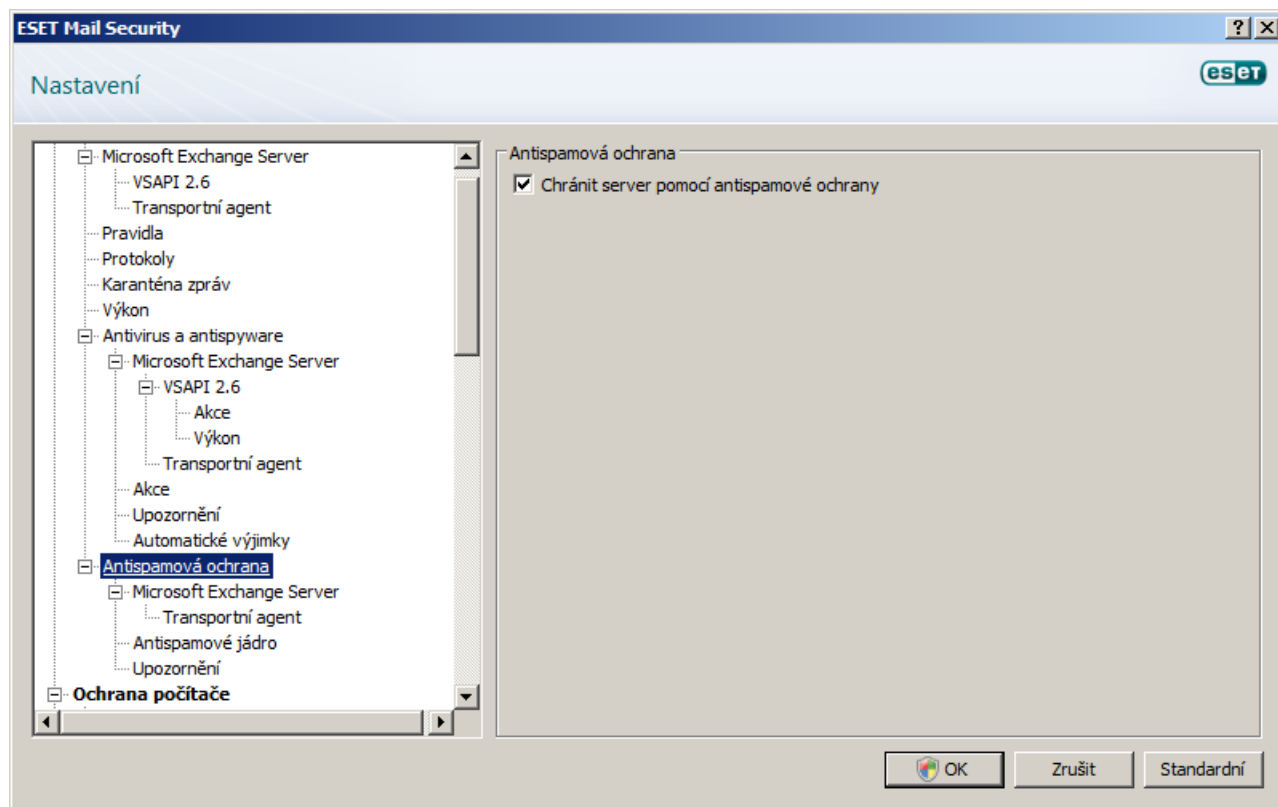 ESET Mail Security
Nastavení
eseT
Microsoft Exchange Server
VSAPI 2.6
Transportní agent
Pravidla
Protokoly
Karanténa zpráv
Výkon
Antivirus a antispyware
Microsoft Exchange Server
VSAPI 2.6
Akce
Výkon
Transportní agent
Akce
Upozornění
Automatické výjimky
Antispamová ochrana
Microsoft Exchange Server
Transportní agent
Antispamové jádro
Upozornění
Ochrana počítače
Antispamová ochrana
Chránit server pomocí antispamové ochrany
OK
Zrušit
Standardní